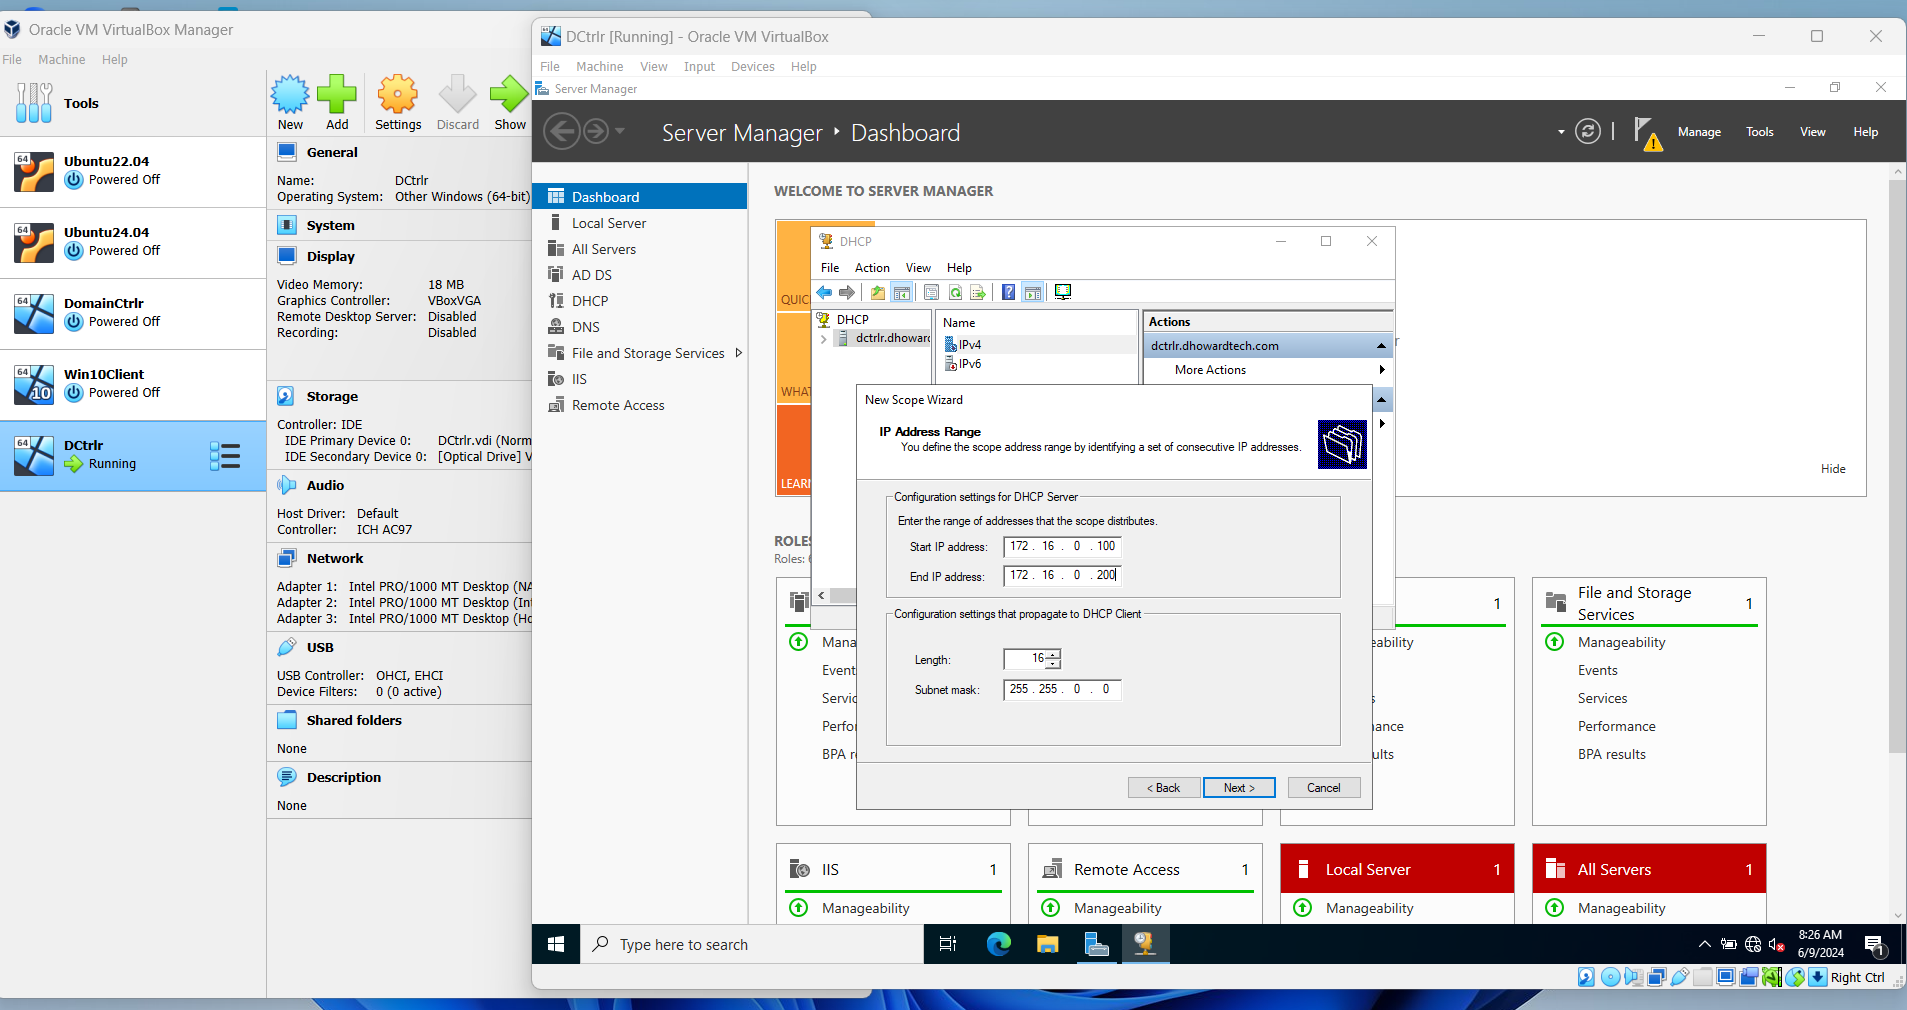 Oracle VM VirtualBox Manager
File Machine Help
Tools
New Add Settings Discard Show
64 Ubuntu22.04
Powered Off
64 Ubuntu24.04
Powered Off
64 DomainCtrlr
Powered Off
64 10 Win10Client
Powered Off
64 DCtrlr
Running
General
Name: DCtrlr
Operating System: Other Windows (64-bit)
System
Display
Video Memory: 18 MB
Graphics Controller: VBoxVGA
Remote Desktop Server: Disabled
Recording: Disabled
Storage
Controller: IDE
IDE Primary Device 0: DCtrlr.vdi (Norm
IDE Secondary Device 0: [Optical Drive] V
Audio
Host Driver: Default
Controller: ICH AC97
Network
Adapter 1: Intel PRO/1000 MT Desktop (NA
Adapter 2: Intel PRO/1000 MT Desktop (In
Adapter 3: Intel PRO/1000 MT Desktop (Ho
USB
USB Controller: OHCI, EHCI
Device Filters: 0 (0 active)
Shared folders
None
Description
None
DCtrlr [Running] - Oracle VM VirtualBox
File Machine View Input Devices Help
Server Manager
Server Manager Dashboard
Manage Tools View Help
Dashboard
Local Server
All Servers
AD DS
DHCP
DNS
File and Storage Services
IIS
Remote Access
WELCOME TO SERVER MANAGER
QUIC
WHAT
LEARN
Hide
DHCP
File Action View Help
DHCP
dctrlr.dhoward
Name
IPv4
IPv6
Actions
dctrlr.dhowardtech.com
More Actions
New Scope Wizard
IP Address Range
You define the scope address range by identifying a set of consecutive IP addresses.
Configuration settings for DHCP Server
Enter the range of addresses that the scope distributes.
Start IP address: 172 . 16 . 0 . 100
End IP address: 172 . 16 . 0 . 200
Configuration settings that propagate to DHCP Client
Length: 16
Subnet mask: 255 . 255 . 0 . 0
< Back Next > Cancel
ROLES
Roles:
Mana
Event
Servic
Perfo
BPA r
1
eability
s
ance
ults
File and Storage
Services 1
Manageability
Events
Services
Performance
BPA results
IIS 1
Manageability
Remote Access 1
Manageability
Local Server 1
Manageability
All Servers 1
Manageability
Type here to search
8:26 AM
6/9/2024
1
Right Ctrl